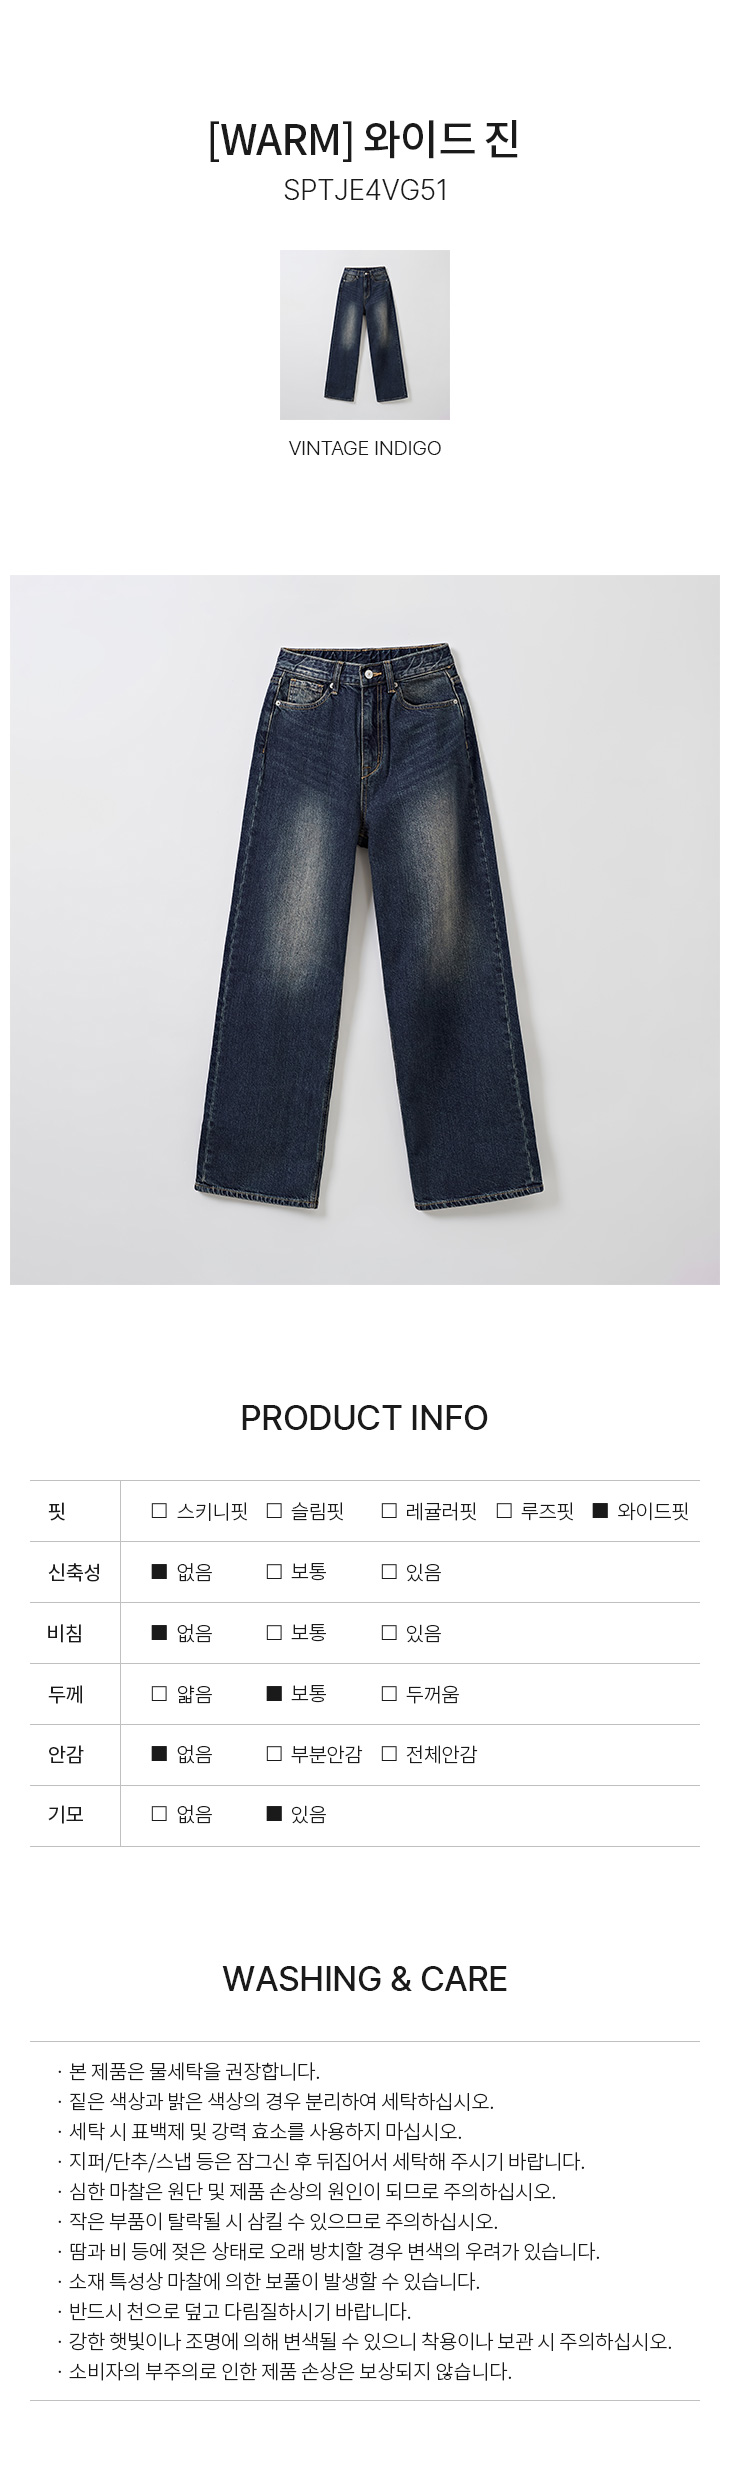 [WARM] 와이드 진
SPTJE4VG51
VINTAGE INDIGO
PRODUCT INFO
핏 □ 스키니핏 □ 슬림핏 □ 레귤러핏 □ 루즈핏 ■ 와이드핏
신축성 ■ 없음 □ 보통 □ 있음
비침 ■ 없음 □ 보통 □ 있음
두께 □ 얇음 ■ 보통 □ 두꺼움
안감 ■ 없음 □ 부분안감 □ 전체안감
기모 □ 없음 ■ 있음
WASHING & CARE
· 본 제품은 물세탁을 권장합니다.
· 짙은 색상과 밝은 색상의 경우 분리하여 세탁하십시오.
· 세탁 시 표백제 및 강력 효소를 사용하지 마십시오.
· 지퍼/단추/스냅 등은 잠그신 후 뒤집어서 세탁해 주시기 바랍니다.
· 심한 마찰은 원단 및 제품 손상의 원인이 되므로 주의하십시오.
· 작은 부품이 탈락될 시 삼킬 수 있으므로 주의하십시오.
· 땀과 비 등에 젖은 상태로 오래 방치할 경우 변색의 우려가 있습니다.
· 소재 특성상 마찰에 의한 보풀이 발생할 수 있습니다.
· 반드시 천으로 덮고 다림질하시기 바랍니다.
· 강한 햇빛이나 조명에 의해 변색될 수 있으니 착용이나 보관 시 주의하십시오.
· 소비자의 부주의로 인한 제품 손상은 보상되지 않습니다.